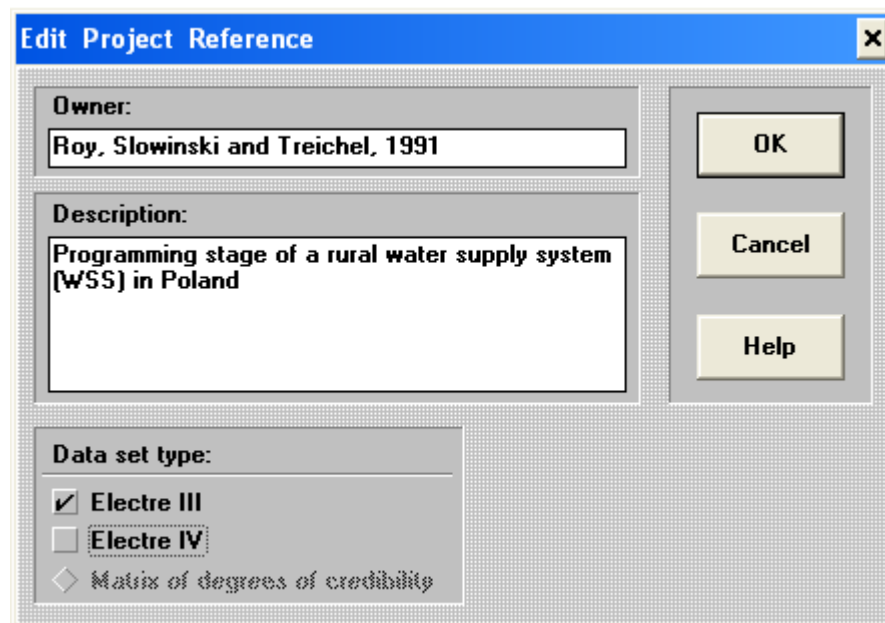 Edit Project Reference
Owner:
Roy, Slowinski and Treichel, 1991
Description:
Programming stage of a rural water supply system
(WSS) in Poland
OK
Cancel
Help
Data set type:
Electre III
Electre IV
Matrix of degrees of credibility